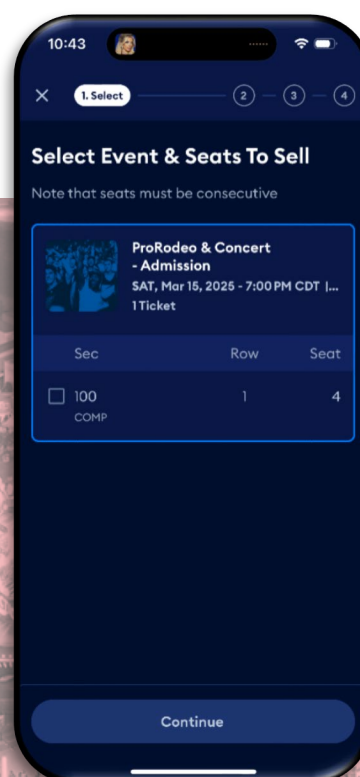 10:43
1. Select
2
3
4
Select Event & Seats To Sell
Note that seats must be consecutive
ProRodeo & Concert
- Admission
SAT, Mar 15, 2025 - 7:00 PM CDT |...
1 Ticket
Sec Row Seat
100 1 4
COMP
Continue